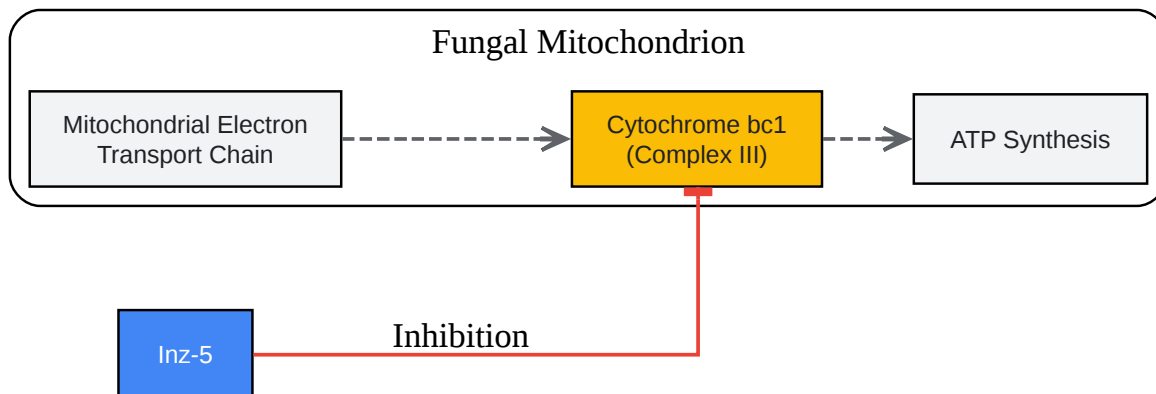 Fungal Mitochondrion
Mitochondrial Electron
Transport Chain
Cytochrome bc1
(Complex III)
ATP Synthesis
Inhibition
Inz-5